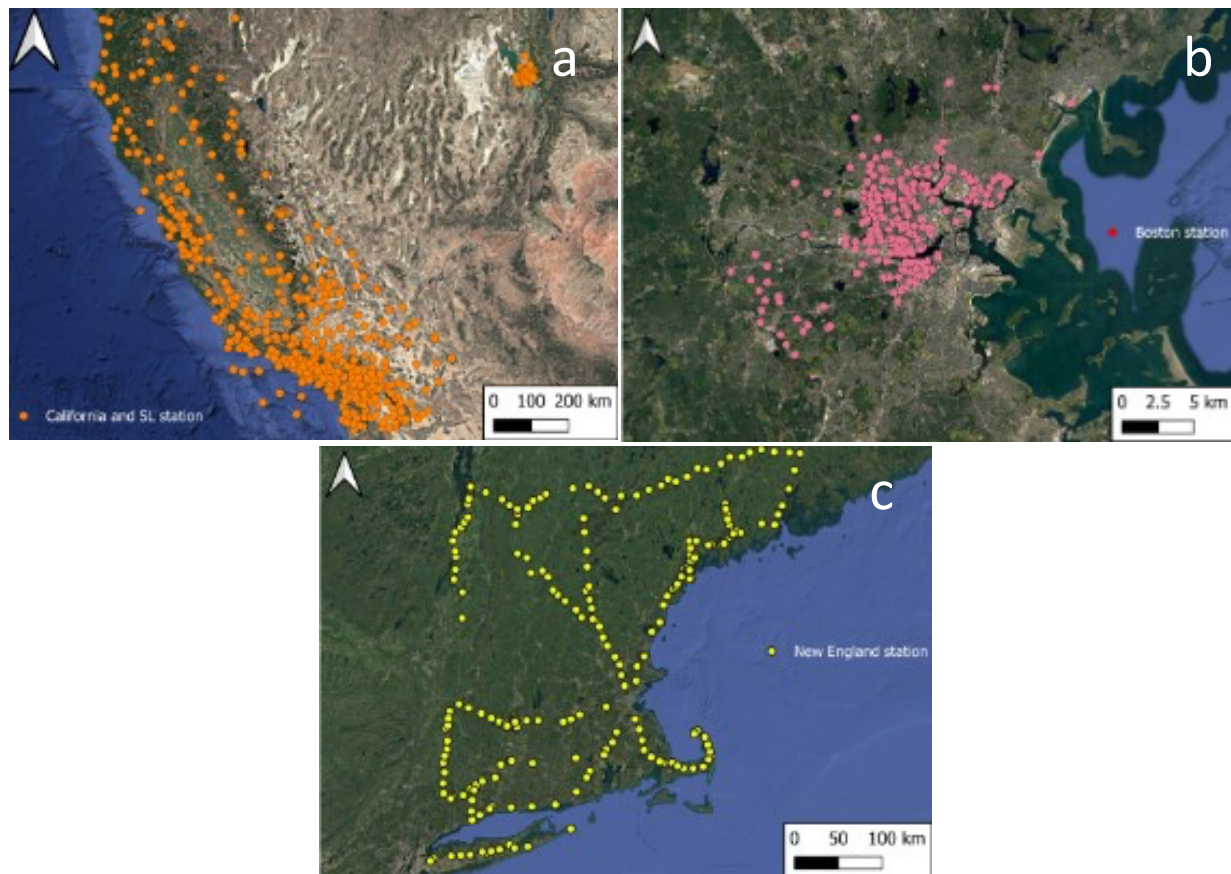 a
California and SL station
0 100 200 km
b
Boston station
0 2.5 5 km
c
New England station
0 50 100 km